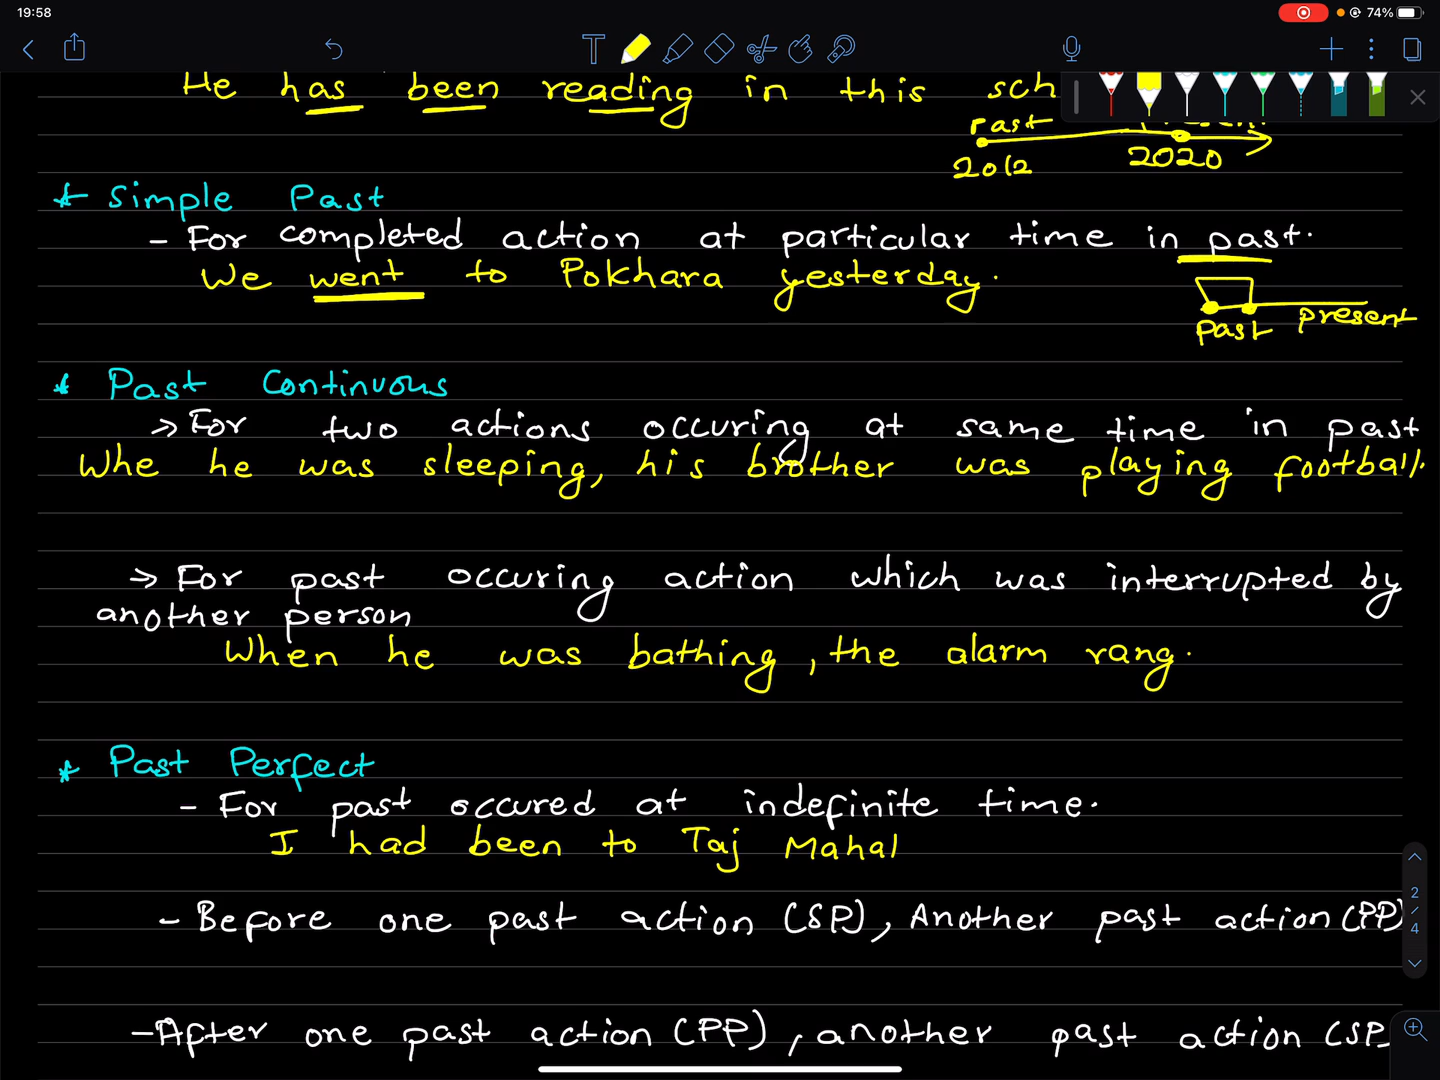 19:58
74%
He has been reading in this sch
Past
2012 2020
* Simple Past
- For completed action at particular time in past.
We went to Pokhara yesterday.
Past present
* Past Continuous
→ For two actions occuring at same time in past
Whe he was sleeping, his brother was playing football.
→ For past occuring action which was interrupted by
another person
When he was bathing, the alarm rang.
* Past Perfect
- For past occured at indefinite time.
I had been to Taj Mahal
- Before one past action (SP), Another past action (PP)
- After one past action (PP), another past action (SP
2/4